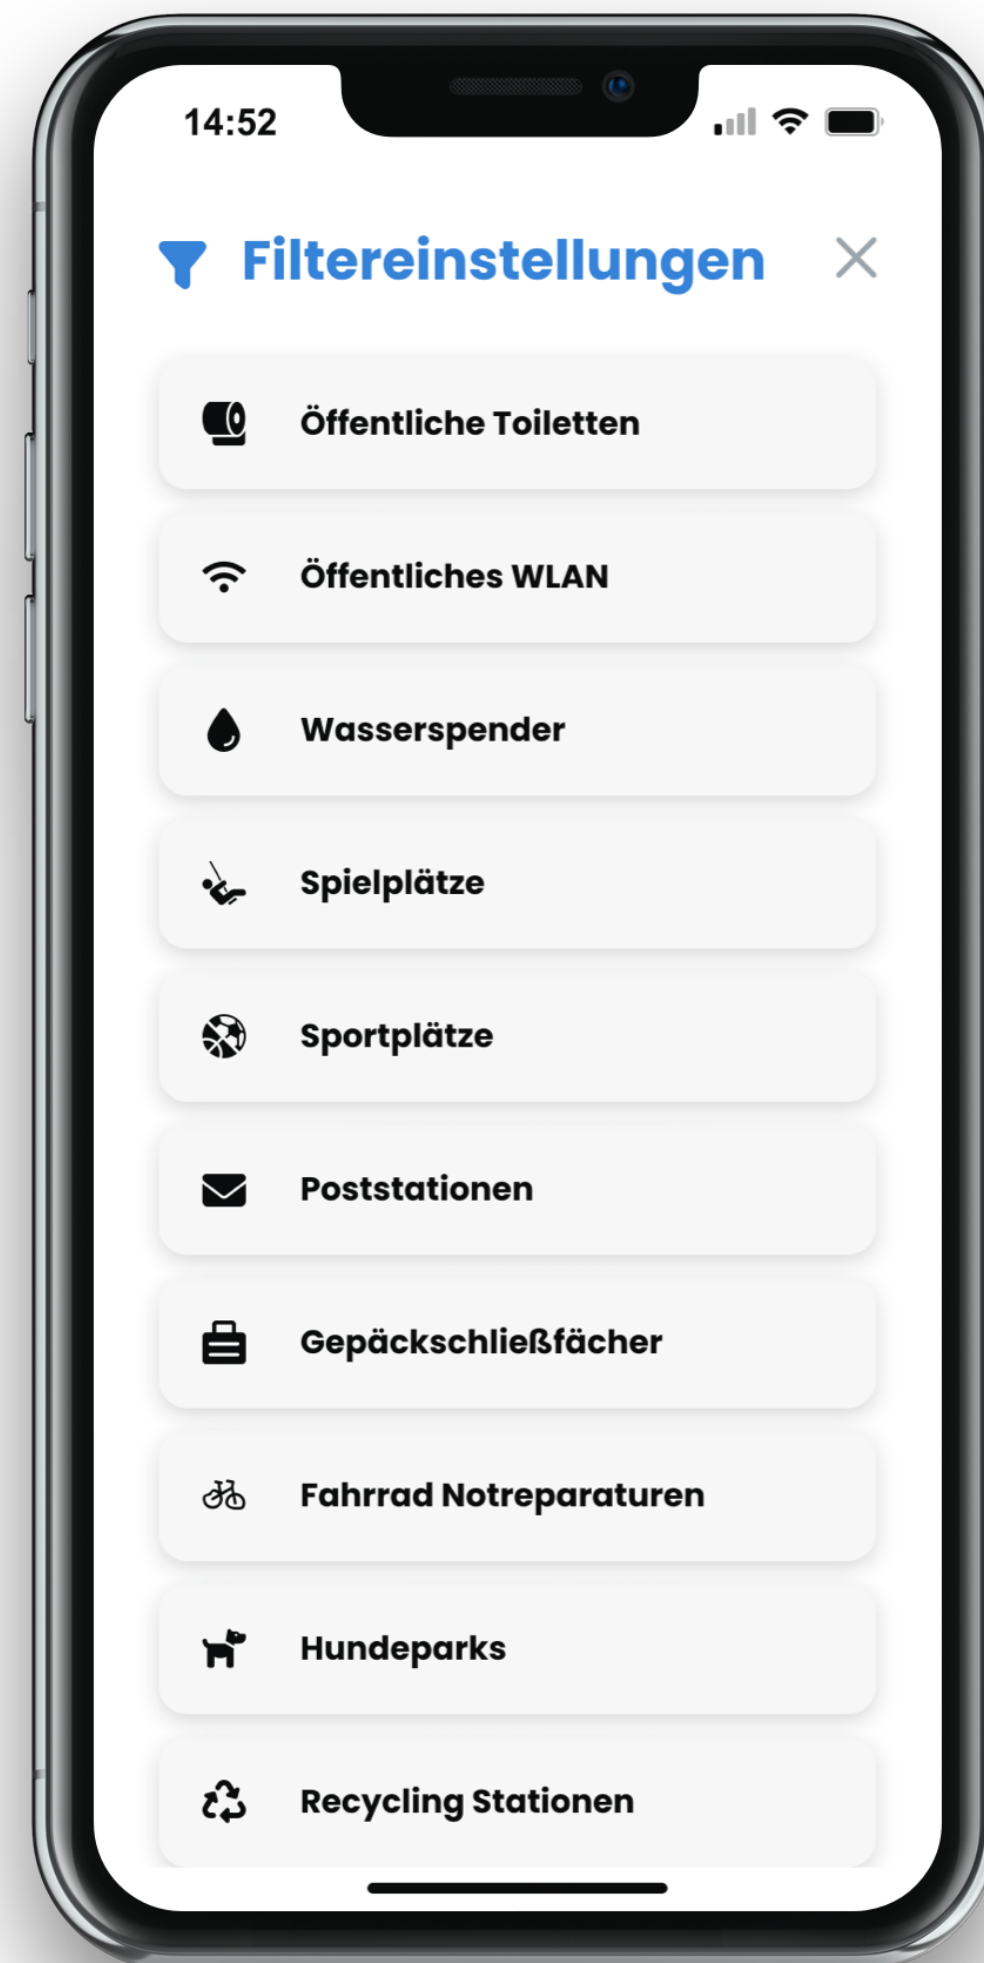 14:52
Filtereinstellungen
Öffentliche Toiletten
Öffentliches WLAN
Wasserspender
Spielplätze
Sportplätze
Poststationen
Gepäckschließfächer
Fahrrad Notreparaturen
Hundeparks
Recycling Stationen